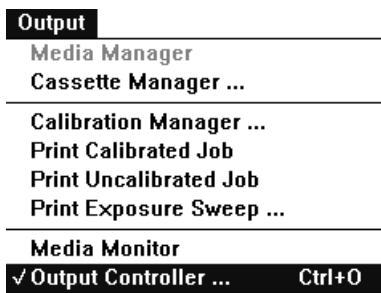 Output
Media Manager
Cassette Manager ...
Calibration Manager ...
Print Calibrated Job
Print Uncalibrated Job
Print Exposure Sweep ...
Media Monitor
✓ Output Controller ... Ctrl+O